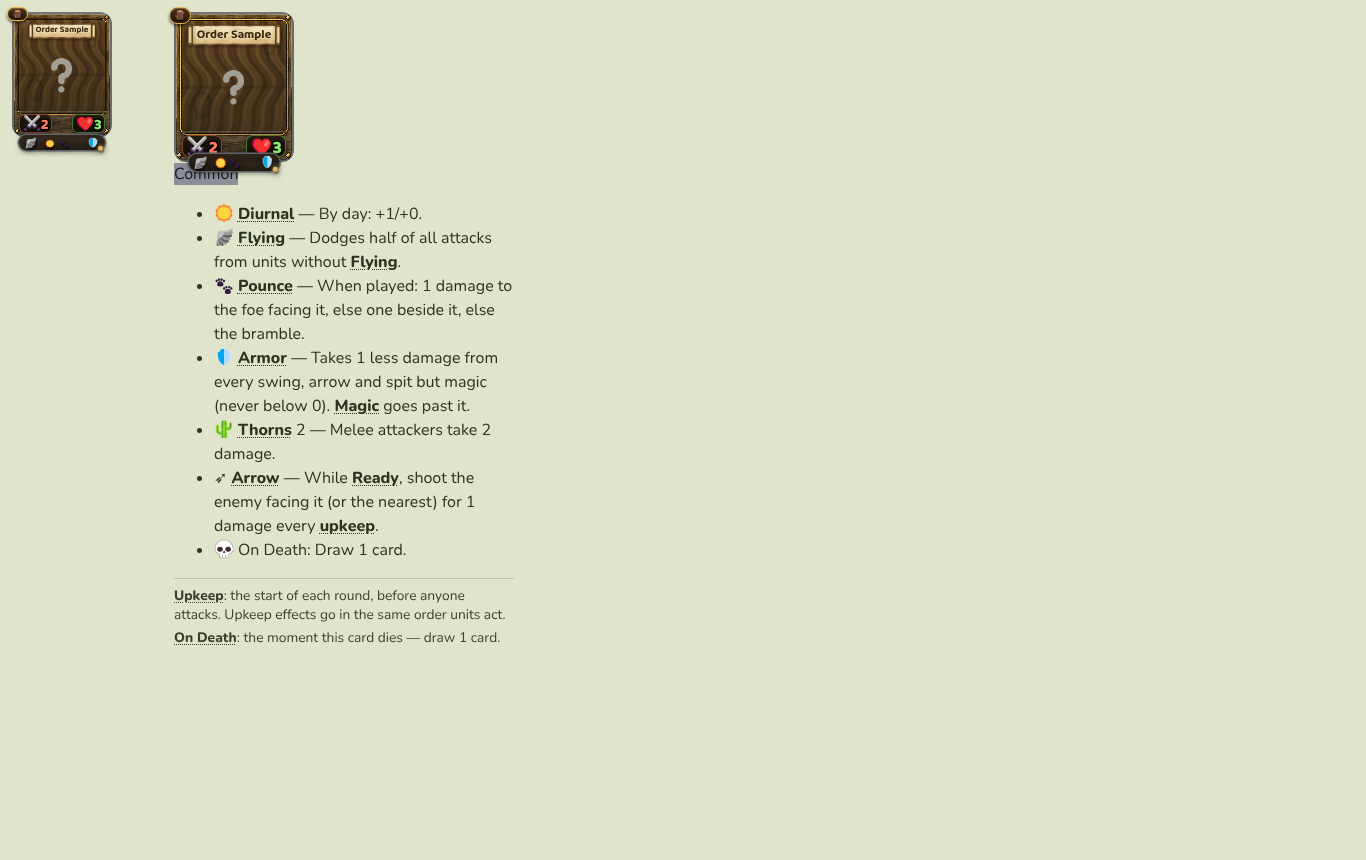 Order Sample
2
3
Order Sample
2
3
Common
Diurnal — By day: +1/+0.
Flying — Dodges half of all attacks
from units without Flying.
Pounce — When played: 1 damage to
the foe facing it, else one beside it, else
the bramble.
Armor — Takes 1 less damage from
every swing, arrow and spit but magic
(never below 0). Magic goes past it.
Thorns 2 — Melee attackers take 2
damage.
➶ Arrow — While Ready, shoot the
enemy facing it (or the nearest) for 1
damage every upkeep.
On Death: Draw 1 card.
Upkeep: the start of each round, before anyone
attacks. Upkeep effects go in the same order units act.
On Death: the moment this card dies — draw 1 card.